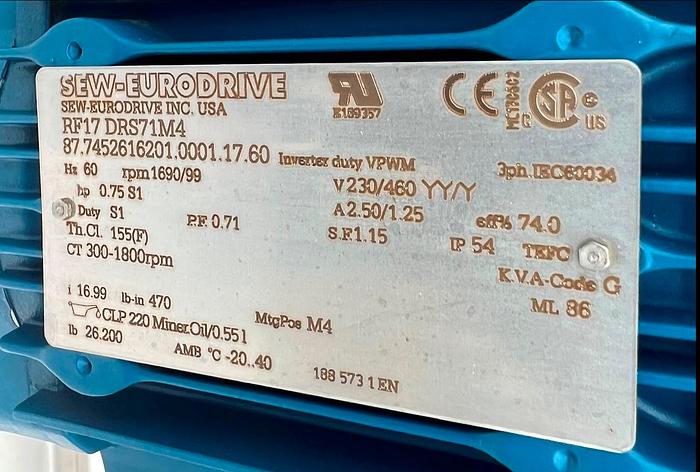 SEW-EURODRIVE
SEW-EURODRIVE INC. USA
RF17 DRS71M4
87.7452616201.0001.17.60 Inverter duty VPWM 3ph.IEC60034
Hz 60 rpm 1690/99 V 230/460 YY/Y
hp 0.75 S1 A 2.50/1.25 eff% 74.0
Duty S1 P.F. 0.71 S.F.1.15 IP 54 TEFC
Th.Cl. 155(F) K.V.A-Code G
CT 300-1800rpm ML 86
i 16.99 lb-in 470
CLP 220 Miner.Oil/0.55 l MtgPos M4
lb 26.200 AMB °C -20..40 188 573 1 EN
E189357
CE
C US